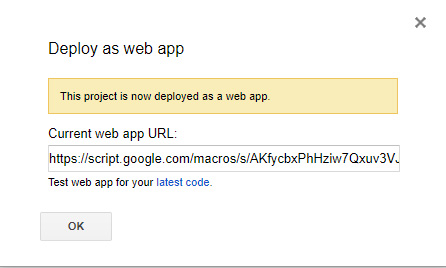 Deploy as web app
This project is now deployed as a web app.
Current web app URL:
https://script.google.com/macros/s/AKfycbxPhHziw7Qxuv3VJ
Test web app for your latest code.
OK